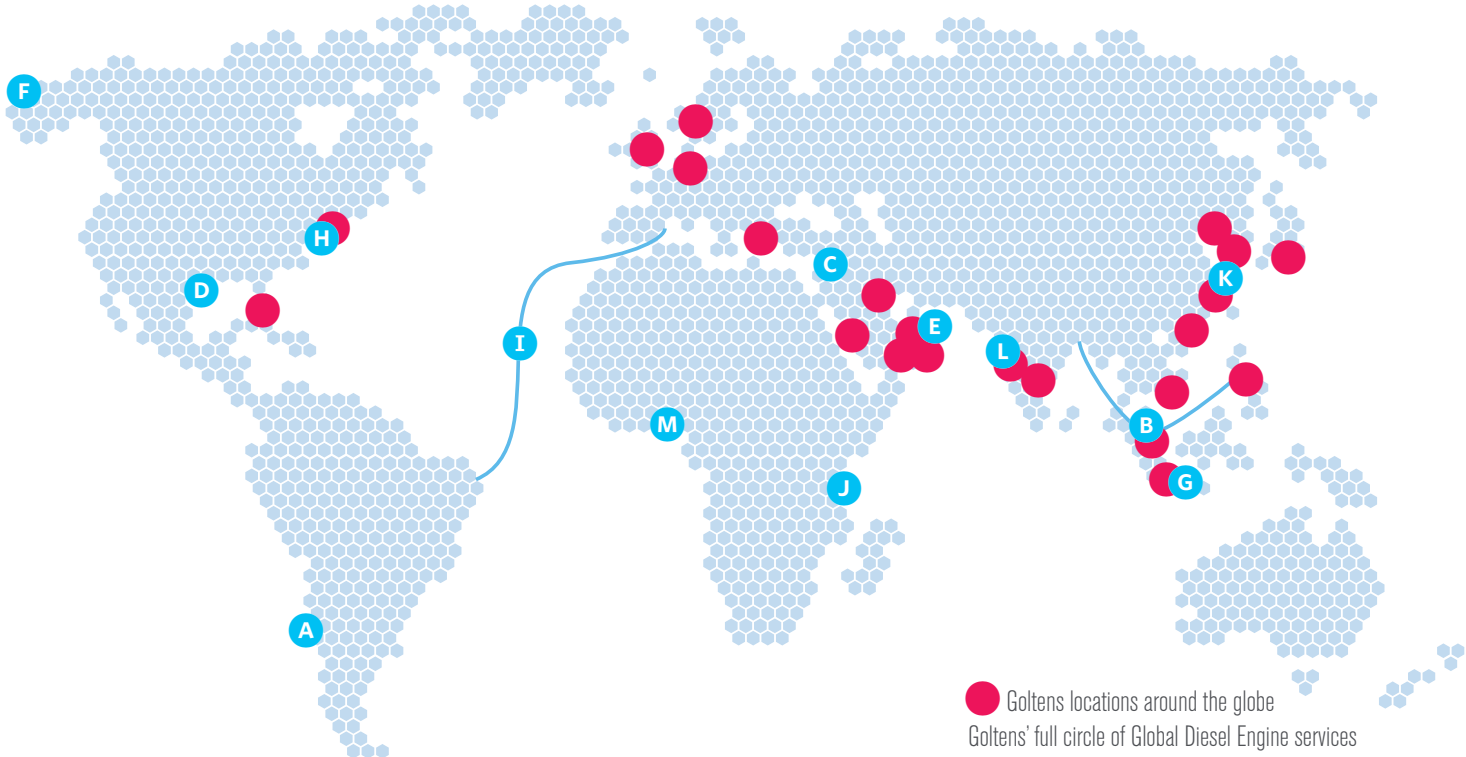 F
H
C
D
K
E
I
L
M
B
J
G
A
Goltens locations around the globe
Goltens' full circle of Global Diesel Engine services